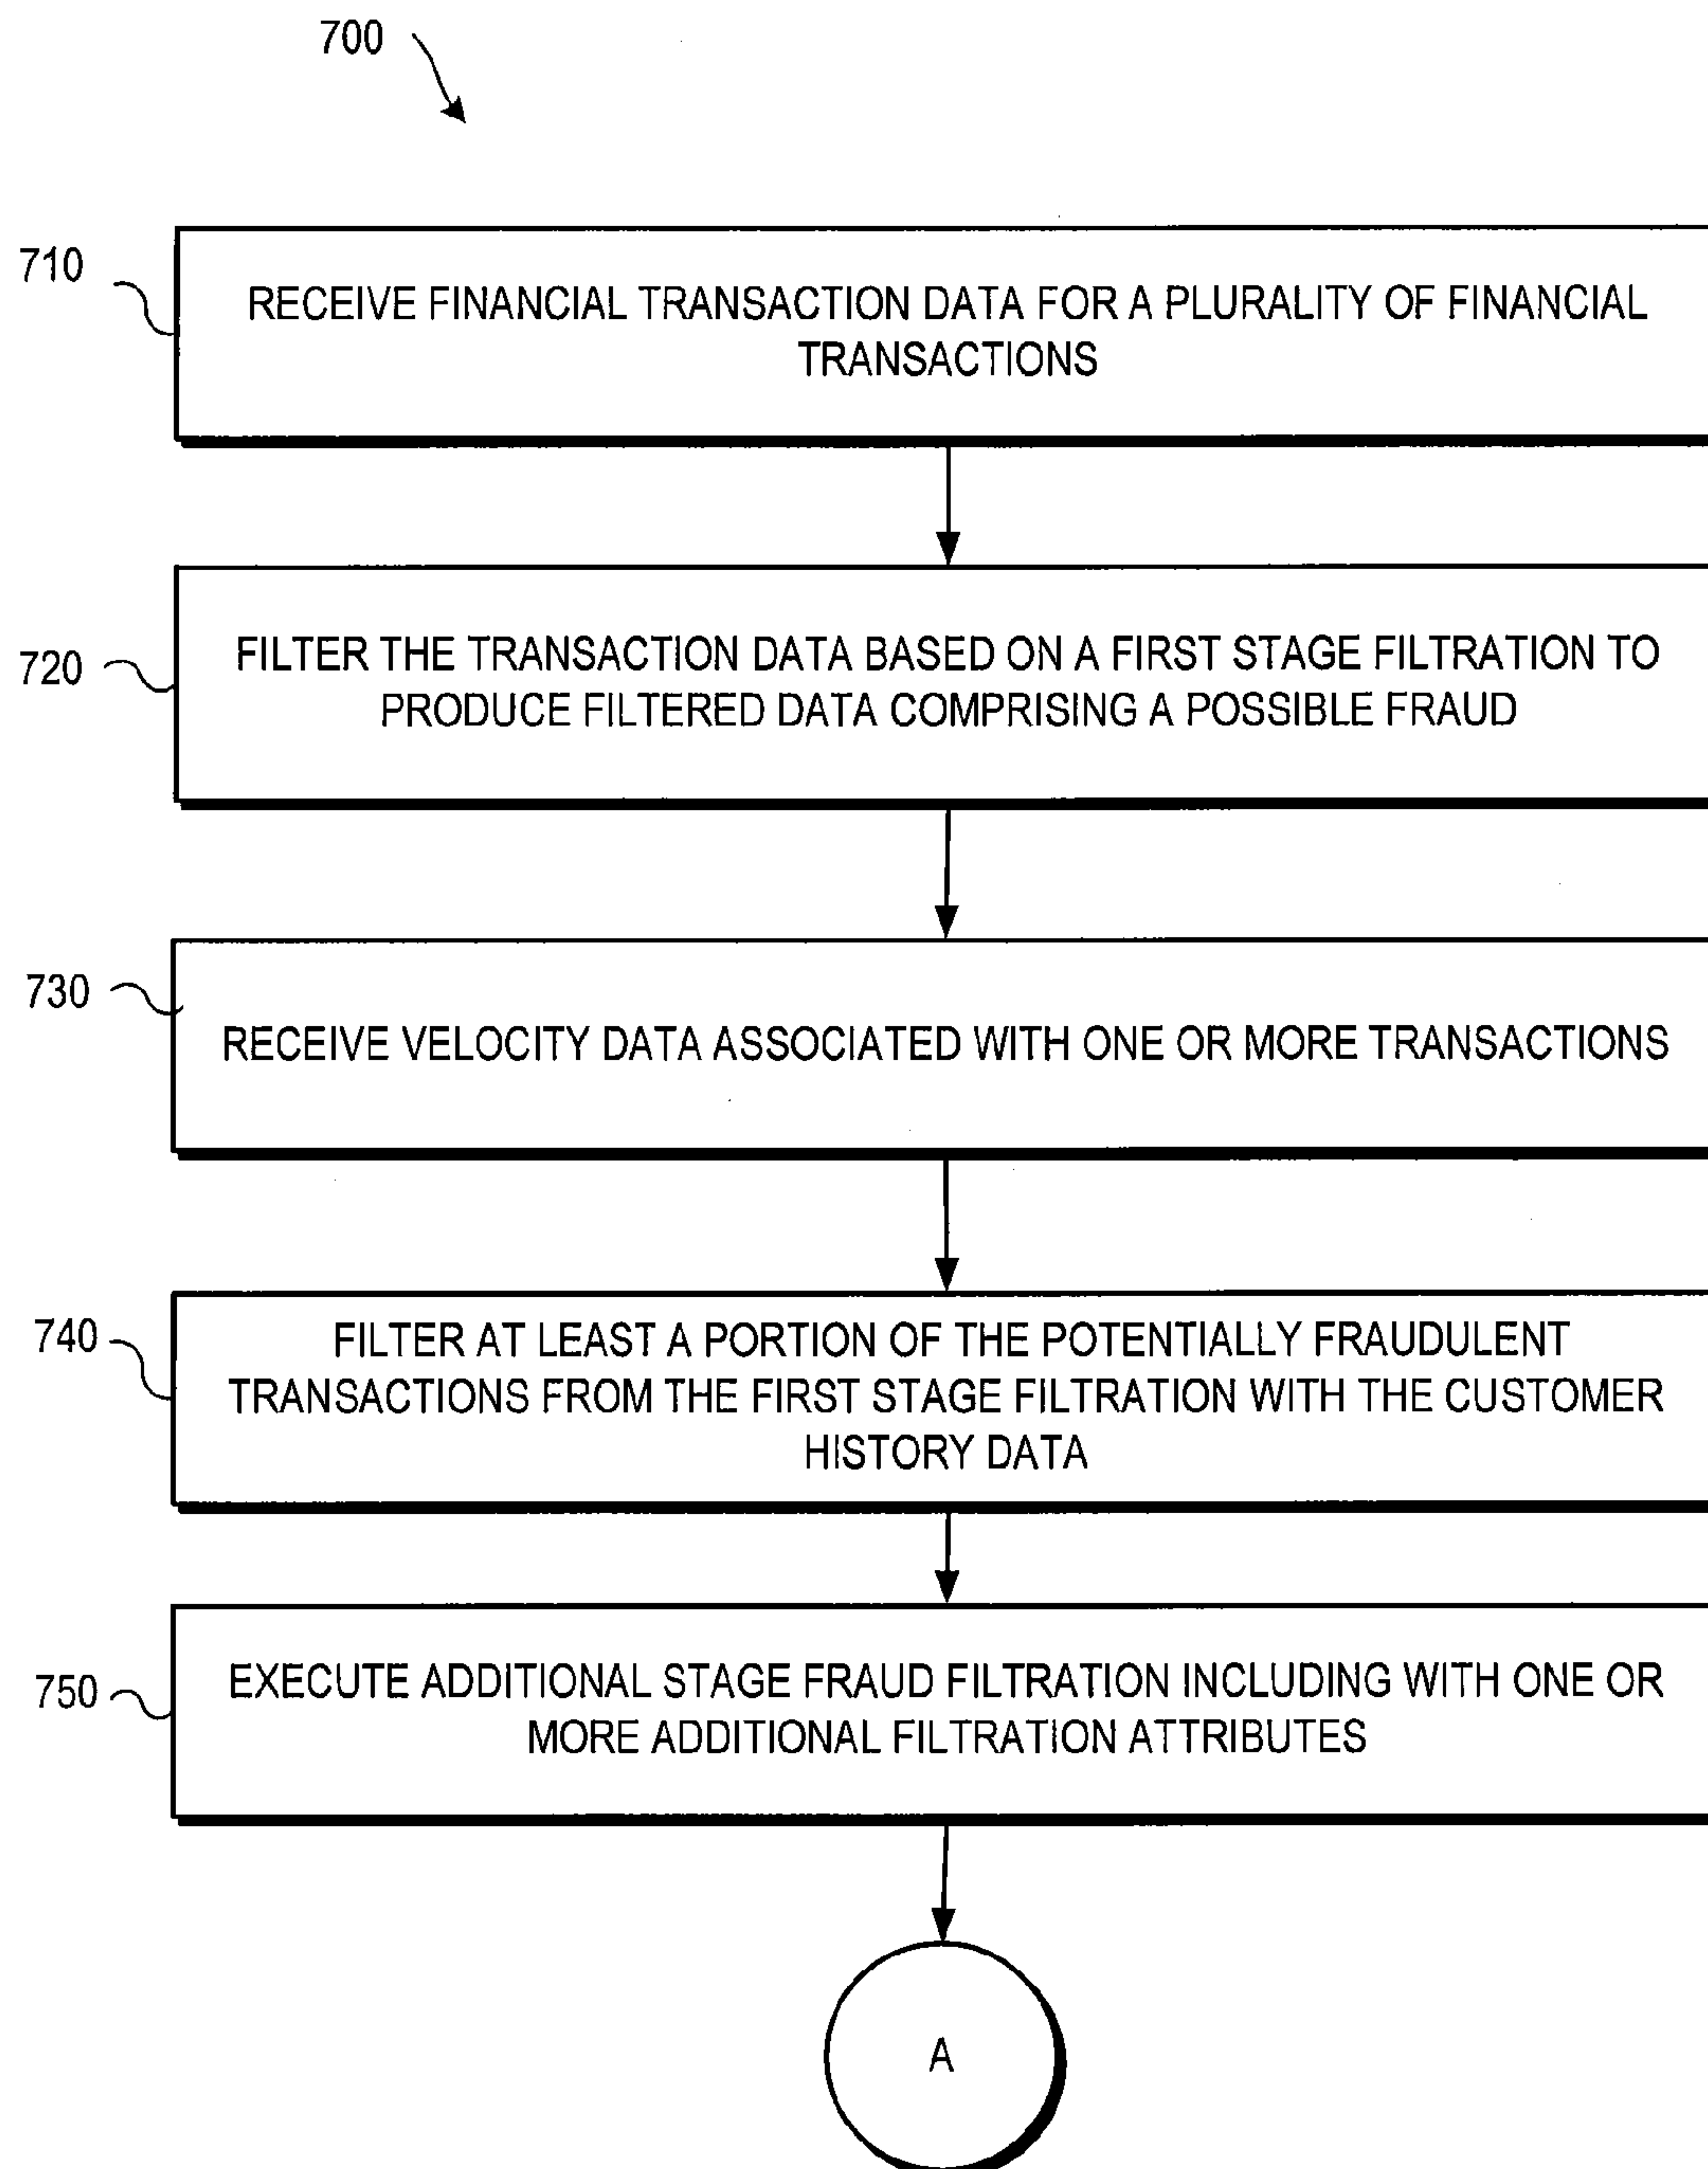 700
710
RECEIVE FINANCIAL TRANSACTION DATA FOR A PLURALITY OF FINANCIAL
TRANSACTIONS
720
FILTER THE TRANSACTION DATA BASED ON A FIRST STAGE FILTRATION TO
PRODUCE FILTERED DATA COMPRISING A POSSIBLE FRAUD
730
RECEIVE VELOCITY DATA ASSOCIATED WITH ONE OR MORE TRANSACTIONS
740
FILTER AT LEAST A PORTION OF THE POTENTIALLY FRAUDULENT
TRANSACTIONS FROM THE FIRST STAGE FILTRATION WITH THE CUSTOMER
HISTORY DATA
750
EXECUTE ADDITIONAL STAGE FRAUD FILTRATION INCLUDING WITH ONE OR
MORE ADDITIONAL FILTRATION ATTRIBUTES
A